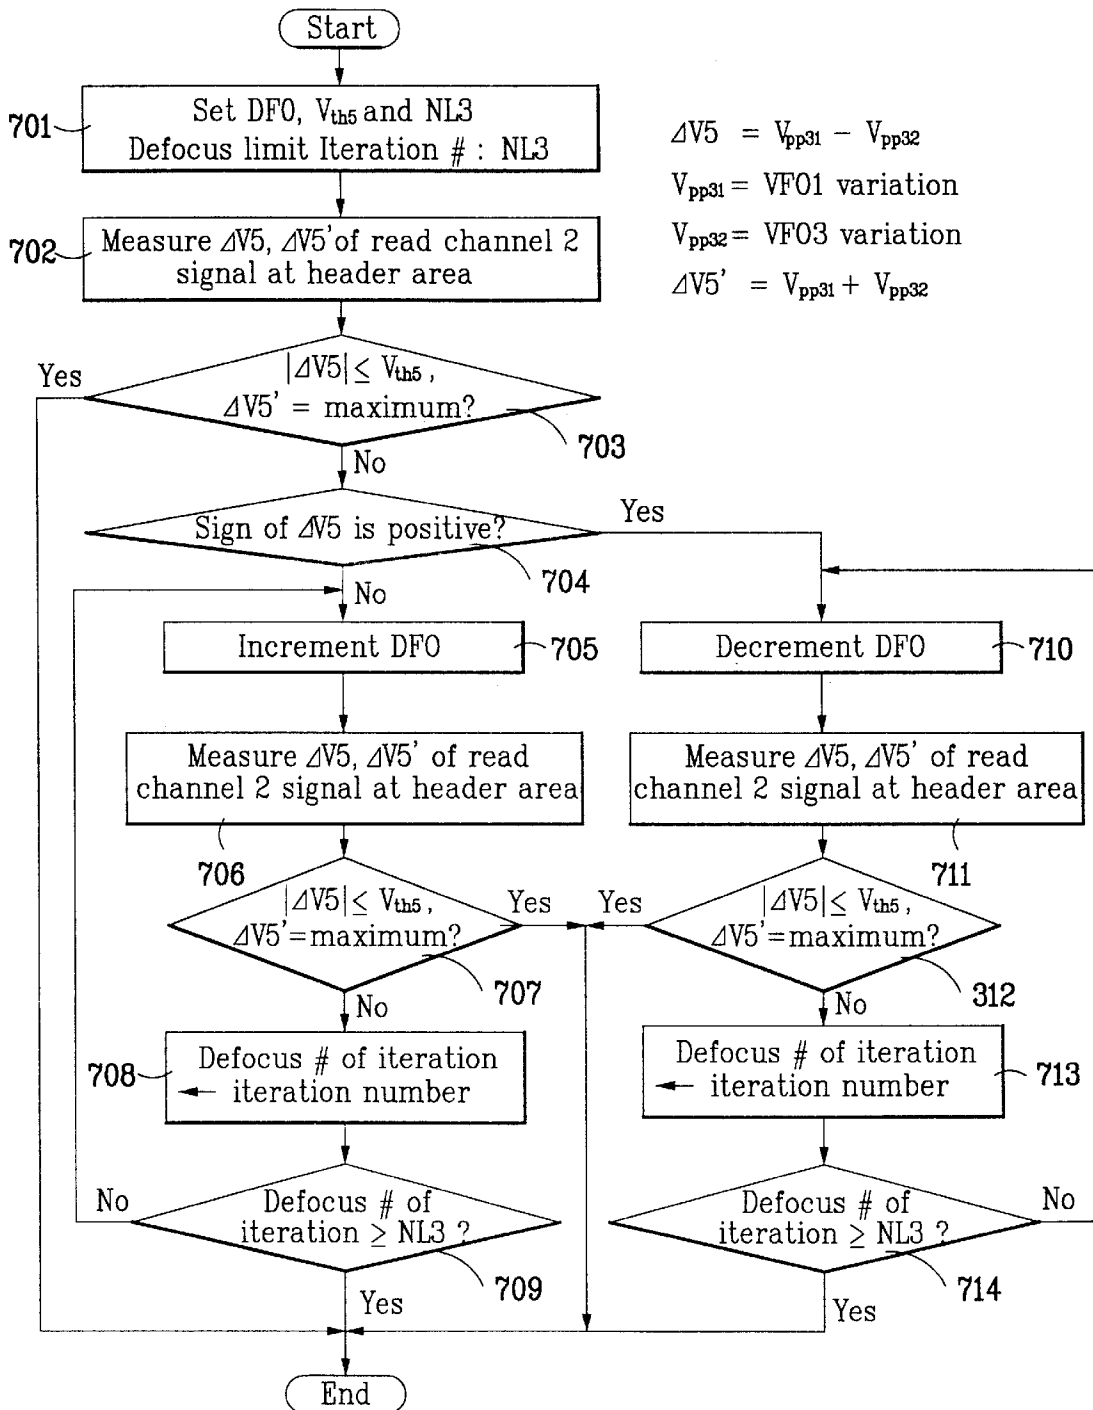 Start
701
Set DFO, Vth5 and NL3
Defocus limit Iteration # : NL3
ΔV5 = Vpp31 − Vpp32
Vpp31 = VFO1 variation
Vpp32 = VFO3 variation
ΔV5' = Vpp31 + Vpp32
702
Measure ΔV5, ΔV5' of read channel 2
signal at header area
Yes
|ΔV5| ≤ Vth5 ,
ΔV5' = maximum?
703
No
Sign of ΔV5 is positive?
Yes
704
No
Increment DFO
705
Decrement DFO
710
Measure ΔV5, ΔV5' of read
channel 2 signal at header area
706
Measure ΔV5, ΔV5' of read
channel 2 signal at header area
711
|ΔV5| ≤ Vth5 ,
ΔV5'=maximum?
Yes
707
Yes
|ΔV5| ≤ Vth5 ,
ΔV5'=maximum?
312
No
No
708
Defocus # of iteration
← iteration number
Defocus # of iteration
← iteration number
713
No
Defocus # of
iteration ≥ NL3 ?
709
Defocus # of
iteration ≥ NL3 ?
No
714
Yes
Yes
End